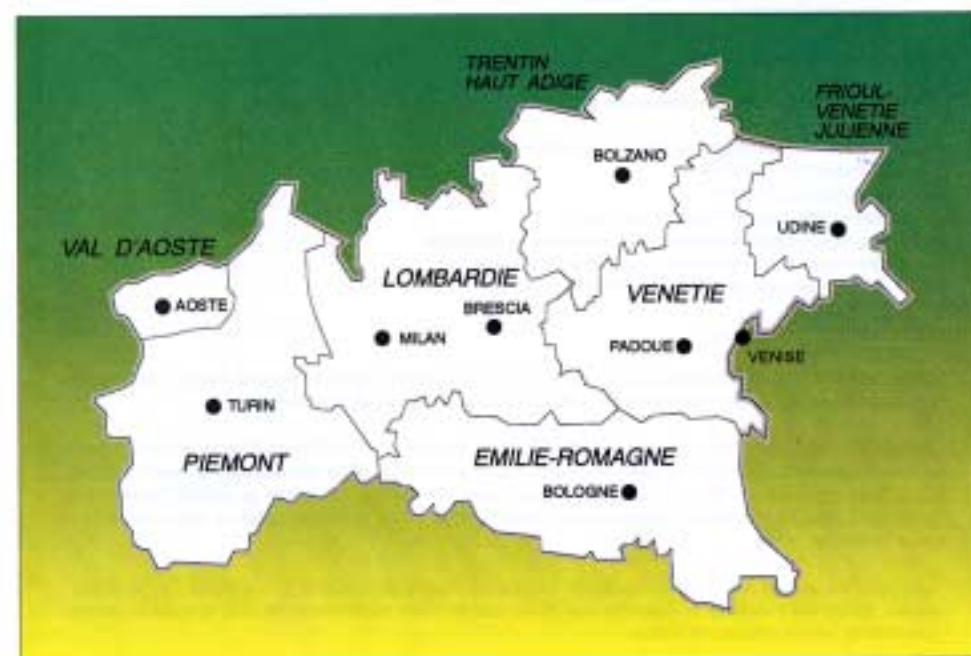 TRENTIN
HAUT ADIGE
FRIOUL-
VENETIE
JULIENNE
BOLZANO
UDINE
VAL D'AOSTE
AOSTE
LOMBARDIE
BRESCIA
MILAN
VENETIE
PADOUE
VENISE
TURIN
PIEMONT
EMILIE-ROMAGNE
BOLOGNE